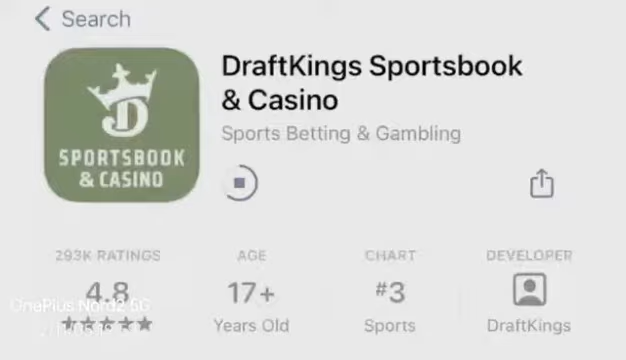 Search
DraftKings Sportsbook
& Casino
Sports Betting & Gambling
D
SPORTSBOOK
& CASINO
293K RATINGS
AGE
CHART
DEVELOPER
4.8
17+
#3
OnePlus Nord2 5G
Years Old
Sports
DraftKings